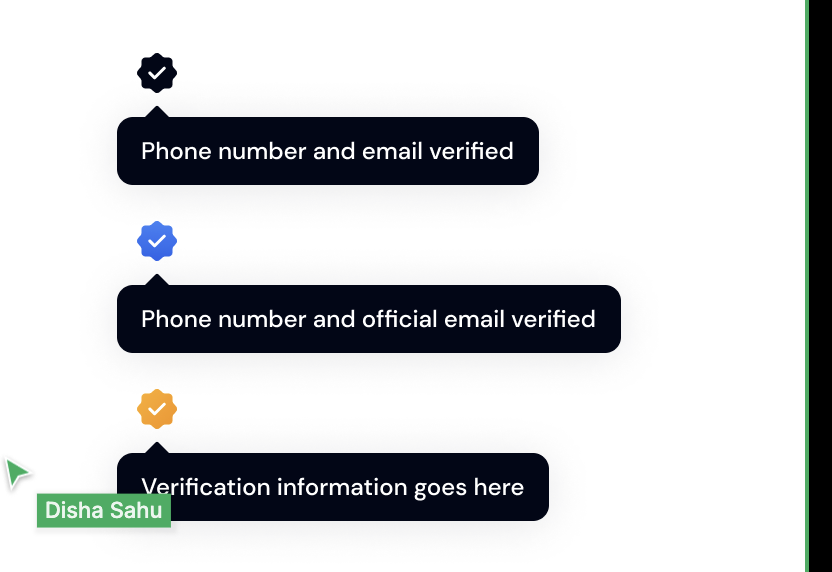 Phone number and email verified
Phone number and official email verified
Verification information goes here
Disha Sahu